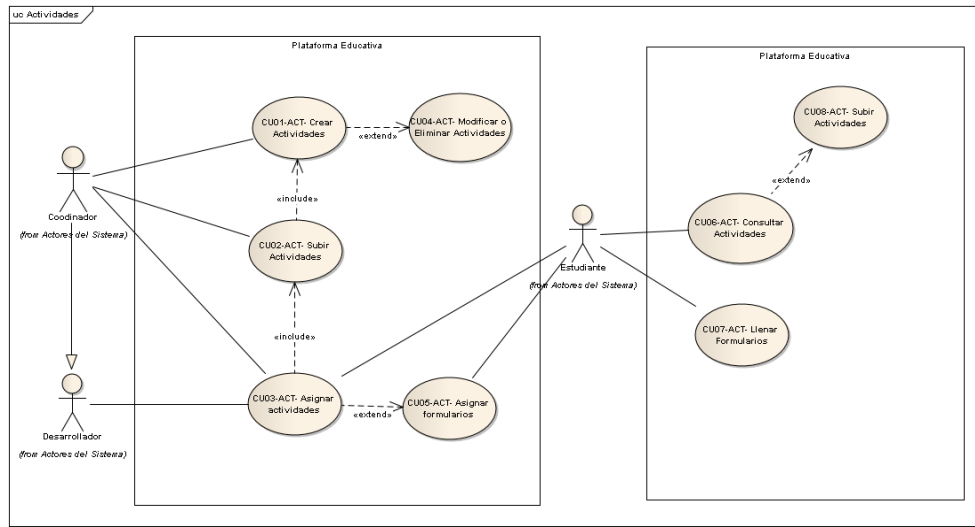 uc Actividades
Plataforma Educativa
Plataforma Educativa
CU01-ACT- Crear
Actividades
CU04-ACT- Modificar o
Eliminar Actividades
«extend»
CU08-ACT- Subir
Actividades
«extend»
Coodinador
(from Actores del Sistema)
«include»
CU02-ACT- Subir
Actividades
CU06-ACT- Consultar
Actividades
Estudiante
(from Actores del Sistema)
«include»
CU07-ACT- Llenar
Formularios
CU03-ACT- Asignar
actividades
«extend»
CU05-ACT- Asignar
formularios
Desarrollador
(from Actores del Sistema)